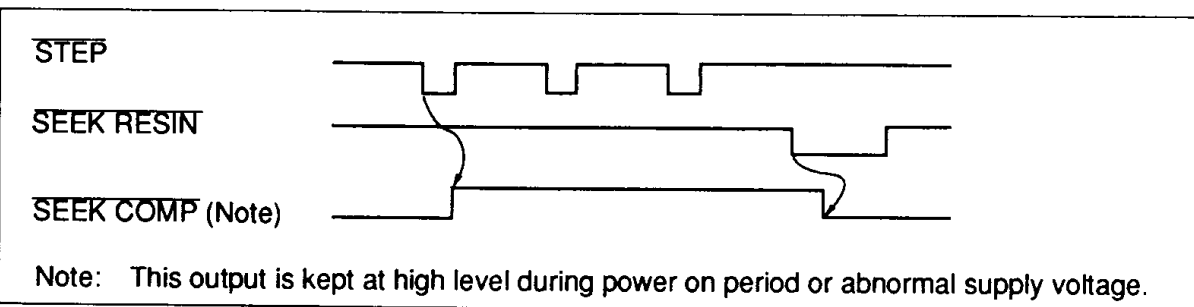 STEP
SEEK RESIN
SEEK COMP (Note)
Note: This output is kept at high level during power on period or abnormal supply voltage.